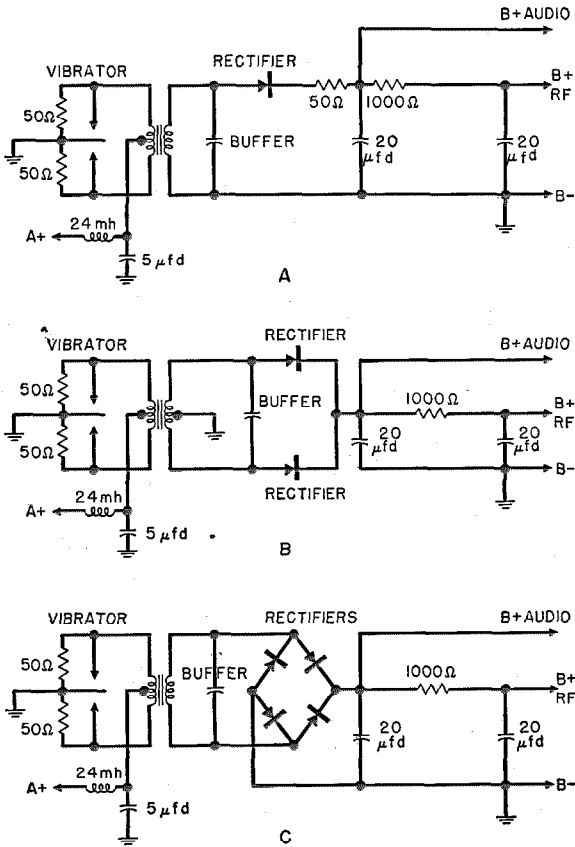 B+ AUDIO
RECTIFIER
VIBRATOR
50Ω
50Ω
1000Ω
B+
RF
BUFFER
20
μfd
20
μfd
50Ω
B-
24mh
A+
5 μfd
A
RECTIFIER
VIBRATOR
B+ AUDIO
50Ω
1000Ω
B+
RF
BUFFER
20
μfd
20
μfd
50Ω
B-
RECTIFIER
24mh
A+
5 μfd
B
VIBRATOR
RECTIFIERS
B+ AUDIO
50Ω
BUFFER
1000Ω
B+
RF
50Ω
20
μfd
20
μfd
24mh
A+
B-
5 μfd
C